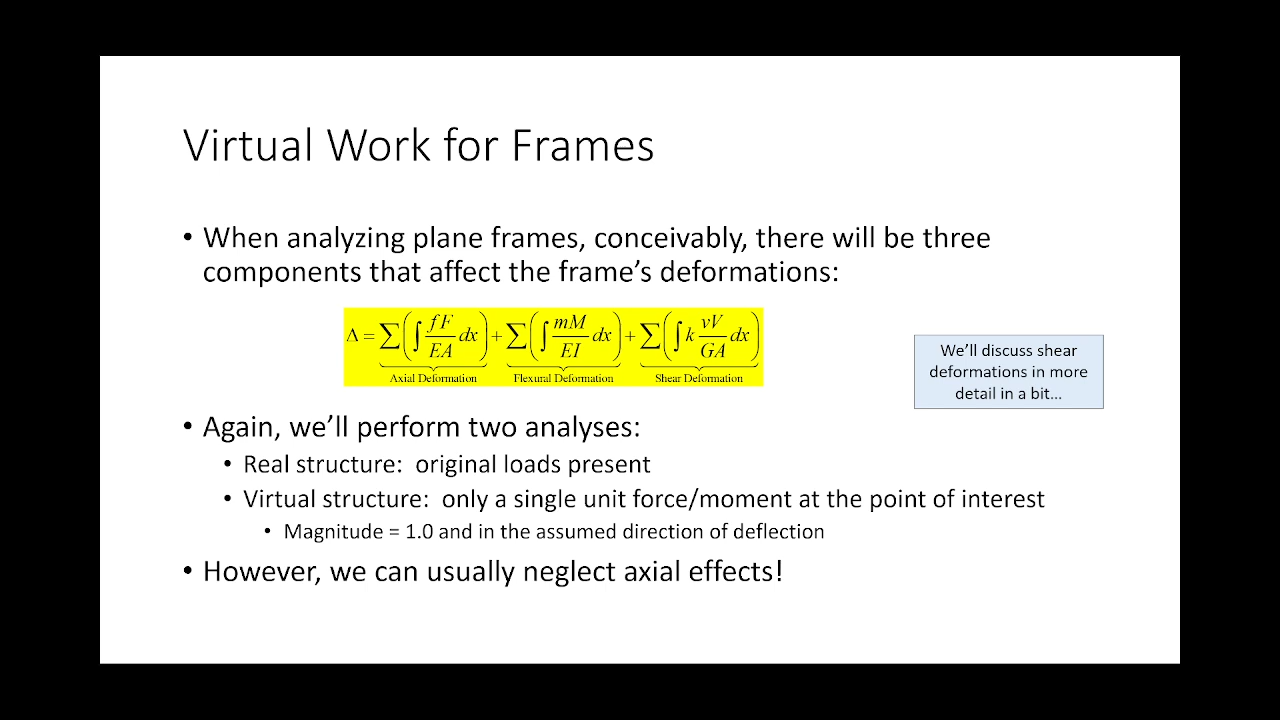 Virtual Work for Frames
• When analyzing plane frames, conceivably, there will be three
components that affect the frame's deformations:
Δ = ∑(∫ fF/EA dx) + ∑(∫ mM/EI dx) + ∑(∫ k vV/GA dx)
Axial Deformation Flexural Deformation Shear Deformation
We'll discuss shear
deformations in more
detail in a bit...
• Again, we'll perform two analyses:
• Real structure: original loads present
• Virtual structure: only a single unit force/moment at the point of interest
• Magnitude = 1.0 and in the assumed direction of deflection
• However, we can usually neglect axial effects!